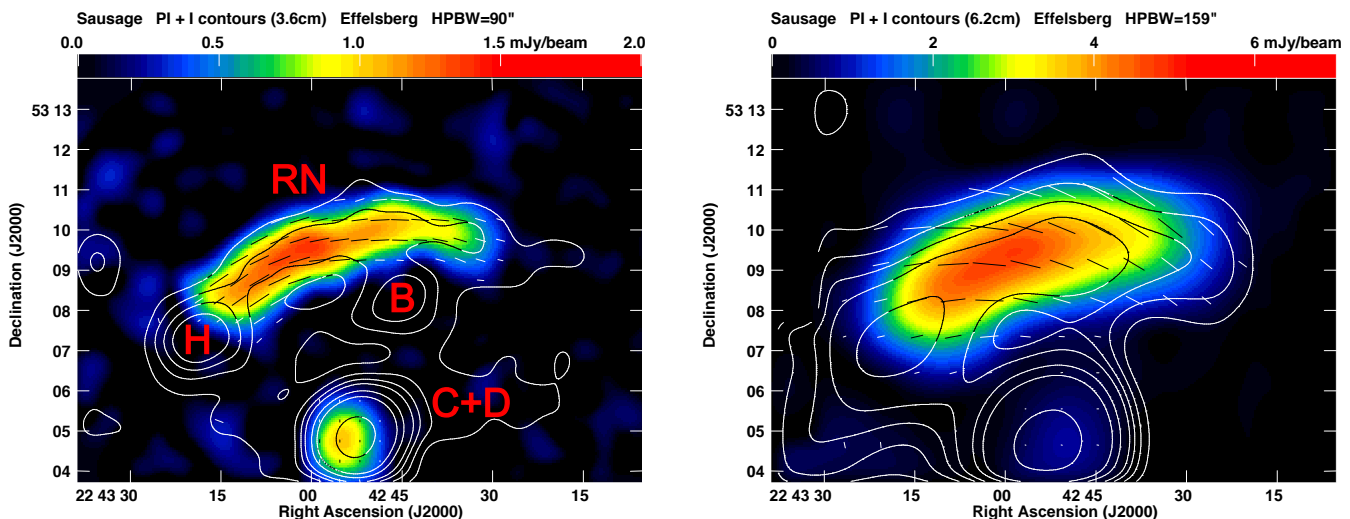 Sausage PI + I contours (3.6cm) Effelsberg HPBW=90"
0.0 0.5 1.0 1.5 mJy/beam 2.0
53 13
12
11
10
09
08
07
06
05
04
Declination (J2000)
RN
B
H
C+D
22 43 30 15 00 42 45 30 15
Right Ascension (J2000)
Sausage PI + I contours (6.2cm) Effelsberg HPBW=159"
0 2 4 6 mJy/beam
53 13
12
11
10
09
08
07
06
05
04
Declination (J2000)
22 43 30 15 00 42 45 30 15
Right Ascension (J2000)